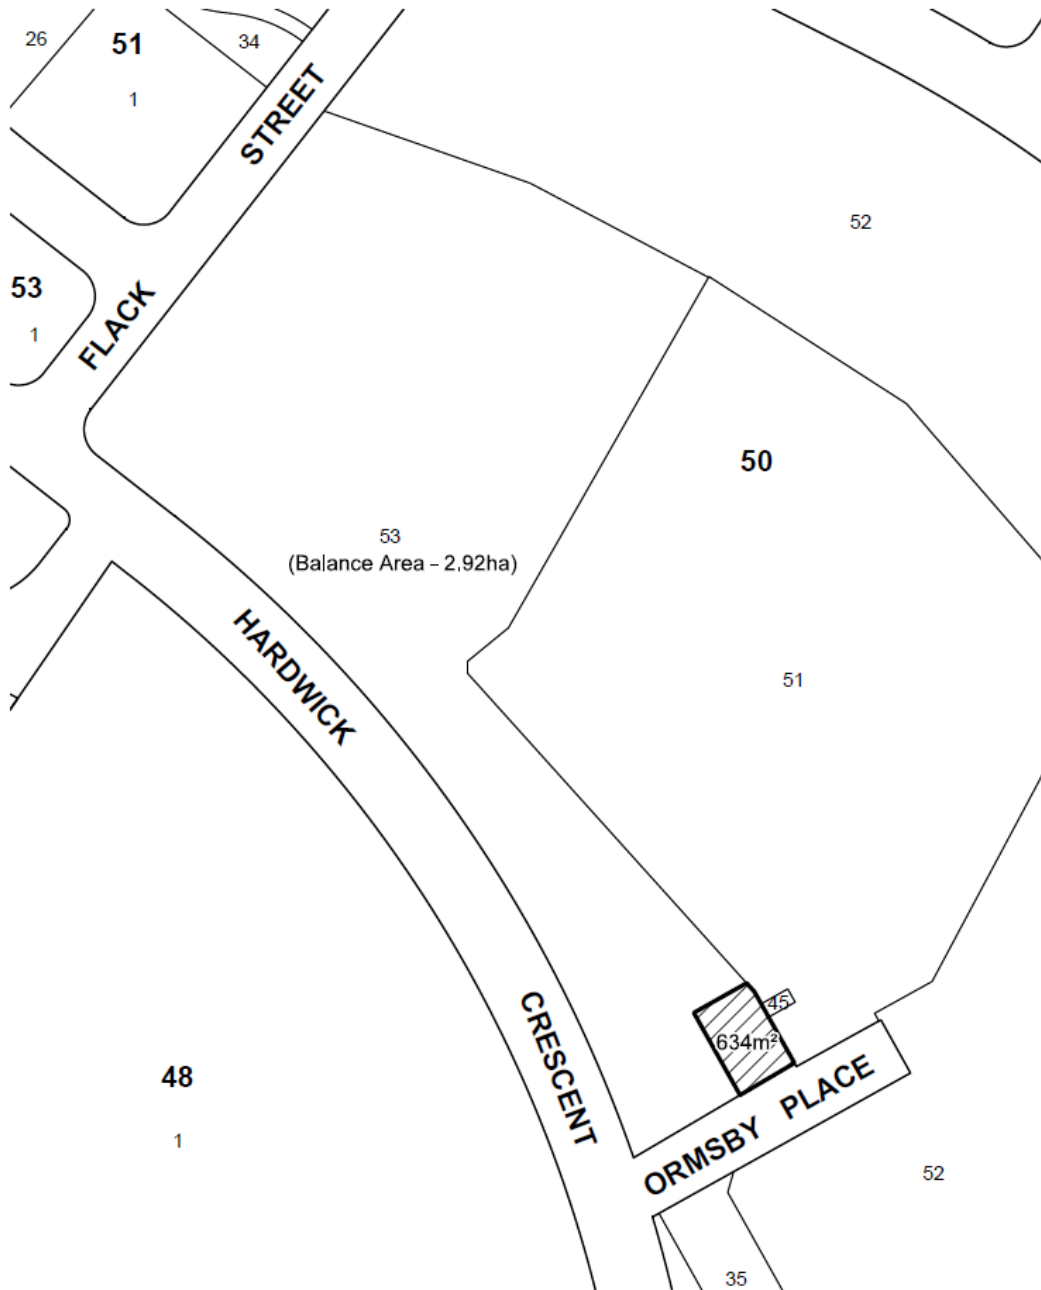 26
51
34
1
STREET
52
53
1
FLACK
50
53
(Balance Area – 2.92ha)
HARDWICK
51
CRESCENT
45
634m²
48
1
ORMSBY PLACE
52
35